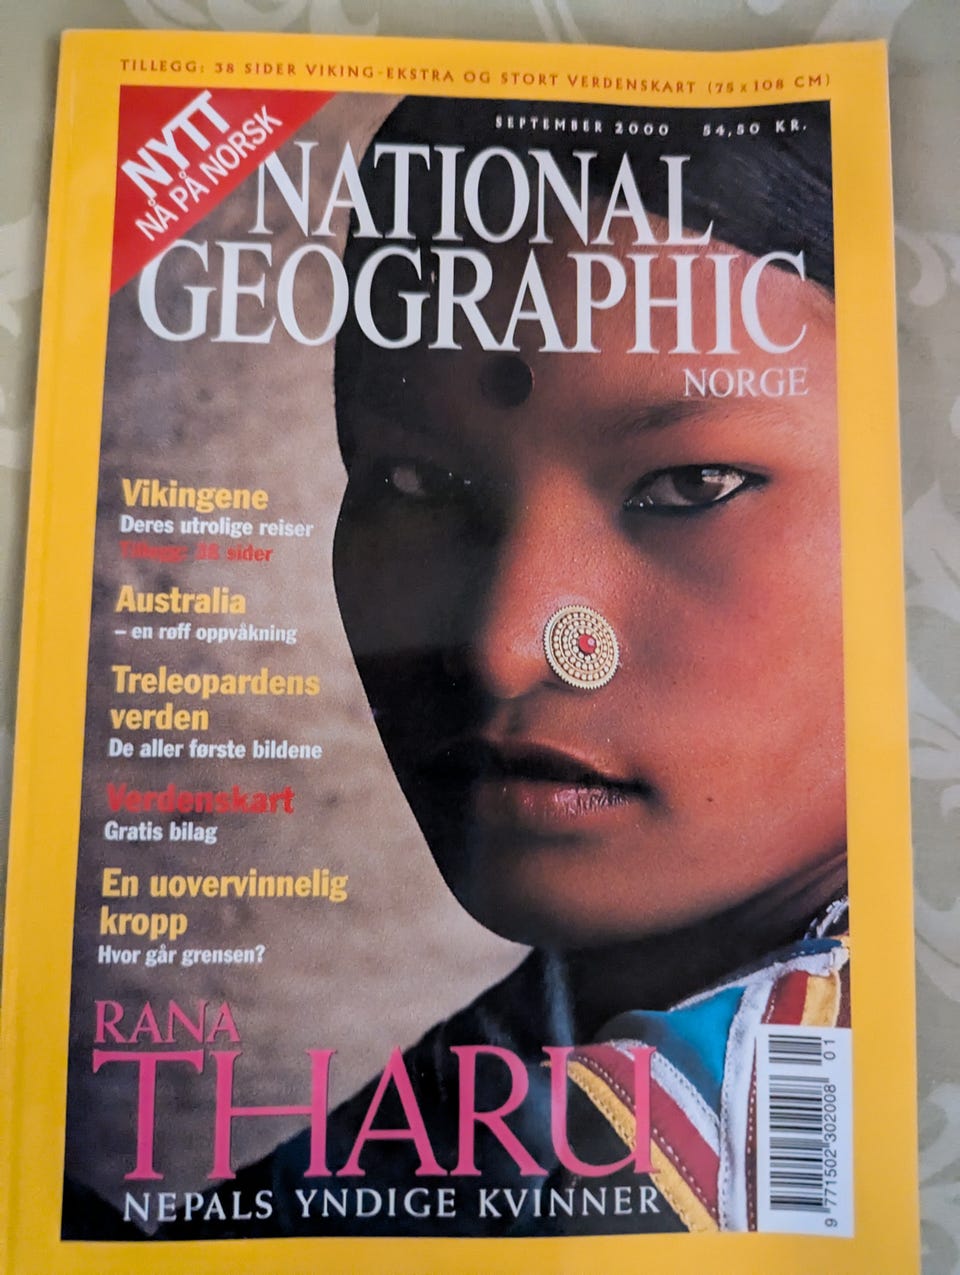 TILLEGG: 38 SIDER VIKING-EKSTRA OG STORT VERDENSKART (75 x 108 CM)
NYTT
NÅ PÅ NORSK
SEPTEMBER 2000 54,50 KR.
NATIONAL
GEOGRAPHIC
NORGE
Vikingene
Deres utrolige reiser
Tillegg: 38 sider
Australia
– en røff oppvåkning
Treleopardens
verden
De aller første bildene
Verdenskart
Gratis bilag
En uovervinnelig
kropp
Hvor går grensen?
RANA
THARU
NEPALS YNDIGE KVINNER
9 771502 302008
01